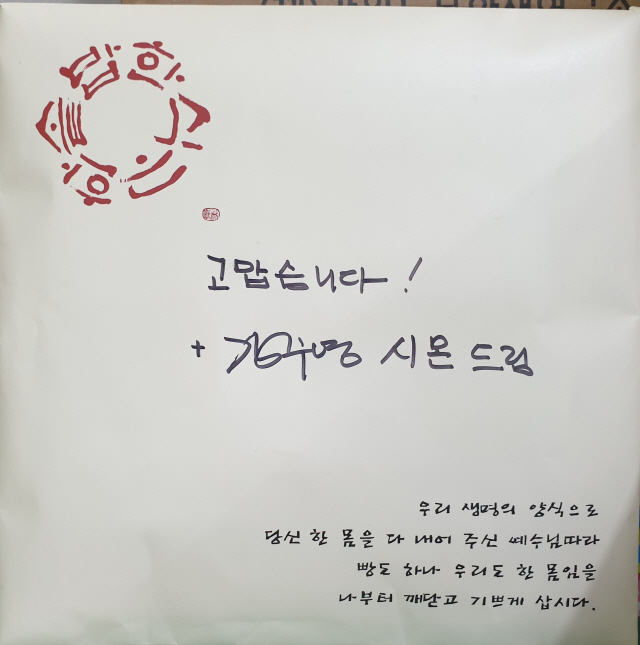 고맙습니다!
+ 시몬 드림
우리 생명의 양식으로
당신 한 몸을 다 내어 주신 예수님따라
빵도 하나 우리도 한 몸임을
나부터 깨닫고 기쁘게 삽시다.